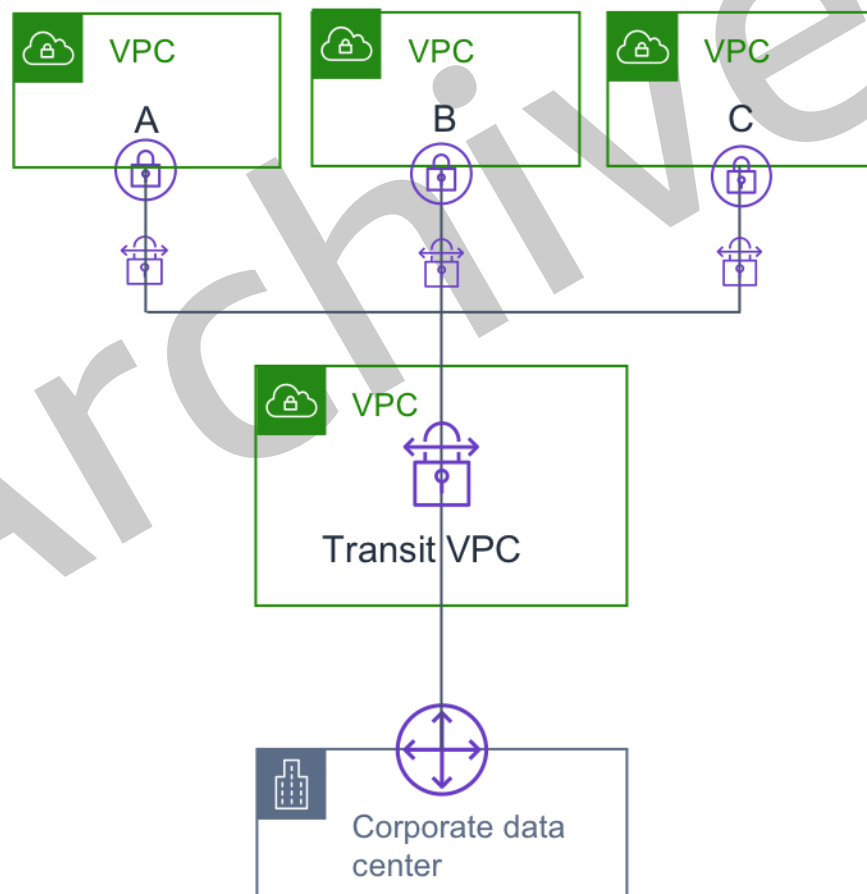 VPC
VPC
VPC
A
B
C
VPC
Transit VPC
Corporate data
center
Archive